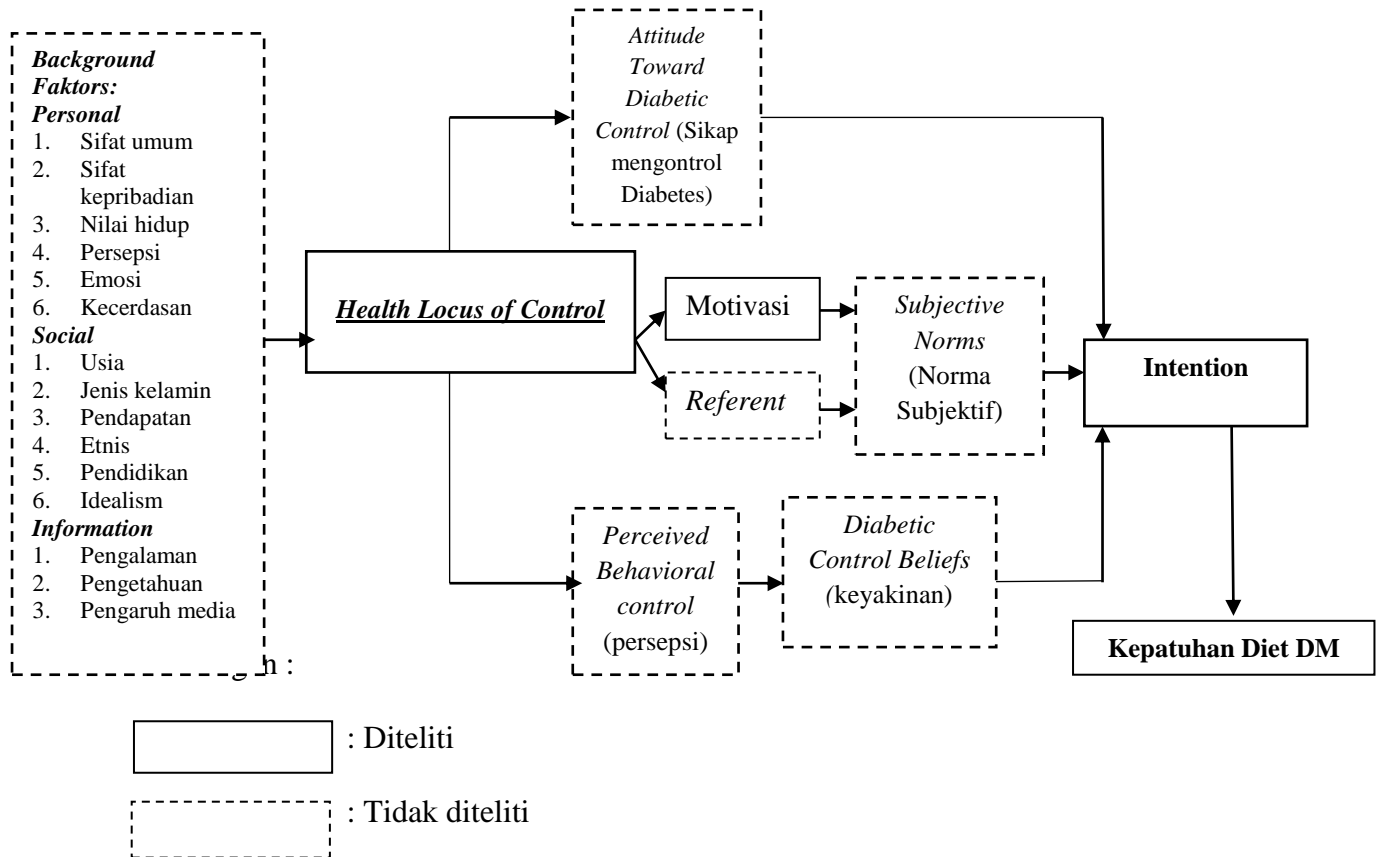 Background
Faktors:
Personal
1. Sifat umum
2. Sifat
kepribadian
3. Nilai hidup
4. Persepsi
5. Emosi
6. Kecerdasan
Social
1. Usia
2. Jenis kelamin
3. Pendapatan
4. Etnis
5. Pendidikan
6. Idealism
Information
1. Pengalaman
2. Pengetahuan
3. Pengaruh media
Health Locus of Control
Attitude
Toward
Diabetic
Control (Sikap
mengontrol
Diabetes)
Motivasi
Referent
Subjective
Norms
(Norma
Subjektif)
Perceived
Behavioral
control
(persepsi)
Diabetic
Control Beliefs
(keyakinan)
Intention
Kepatuhan Diet DM
: Diteliti
: Tidak diteliti